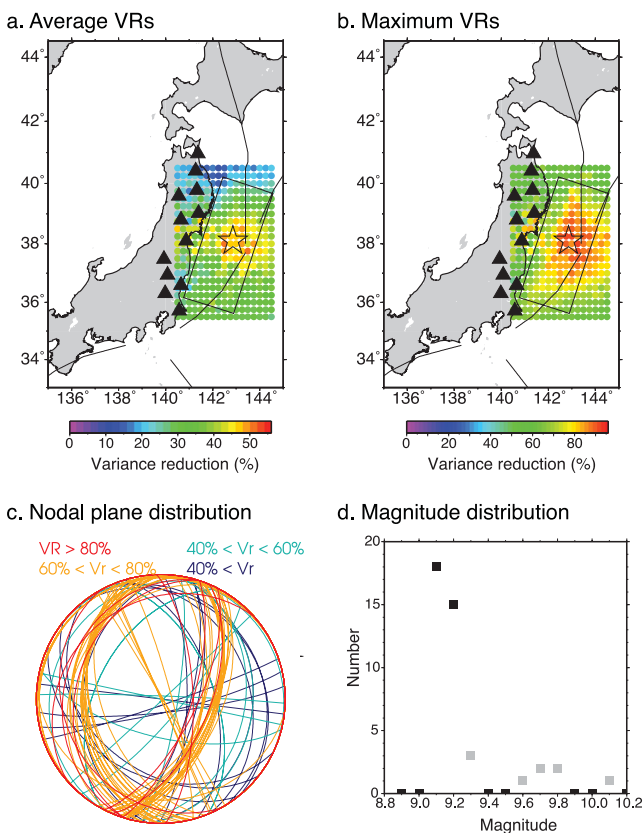 a. Average VRs
b. Maximum VRs
44°
42°
40°
38°
36°
34°
136° 138° 140° 142° 144°
44°
42°
40°
38°
36°
34°
136° 138° 140° 142° 144°
0 10 20 30 40 50
Variance reduction (%)
0 20 40 60 80
Variance reduction (%)
c. Nodal plane distribution
d. Magnitude distribution
VR > 80%
40% < Vr < 60%
60% < Vr < 80%
40% < Vr
20
15
10
5
0
Number
8.8 9.0 9.2 9.4 9.6 9.8 10.0 10.2
Magnitude